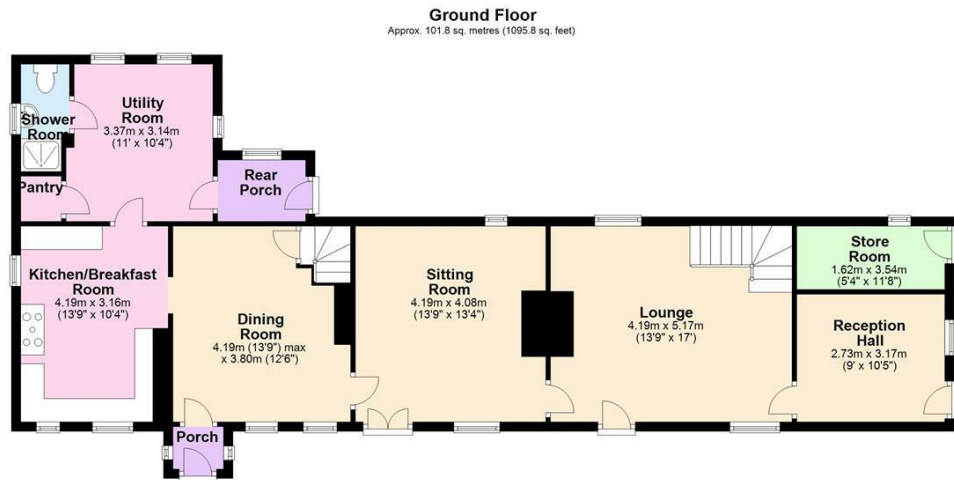 Ground Floor
Approx. 101.8 sq. metres (1095.8 sq. feet)
Utility
Room
3.37m x 3.14m
(11' x 10'4")
Shower
Room
Pantry
Rear
Porch
Kitchen/Breakfast
Room
4.19m x 3.16m
(13'9" x 10'4")
Dining
Room
4.19m (13'9") max
x 3.80m (12'6")
Sitting
Room
4.19m x 4.08m
(13'9" x 13'4")
Lounge
4.19m x 5.17m
(13'9" x 17')
Store
Room
1.62m x 3.54m
(5'4" x 11'8")
Reception
Hall
2.73m x 3.17m
(9' x 10'5")
Porch